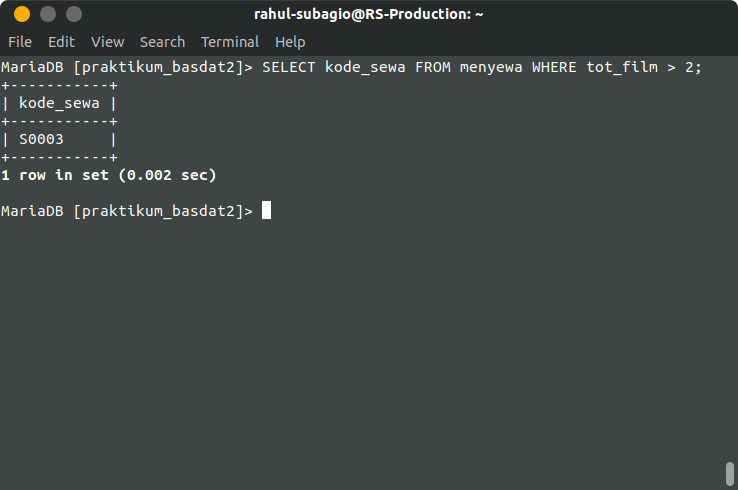 rahul-subagio@RS-Production: ~
File Edit View Search Terminal Help
MariaDB [praktikum_basdat2]> SELECT kode_sewa FROM menyewa WHERE tot_film > 2;
+-----------+
| kode_sewa |
+-----------+
| S0003     |
+-----------+
1 row in set (0.002 sec)
MariaDB [praktikum_basdat2]>